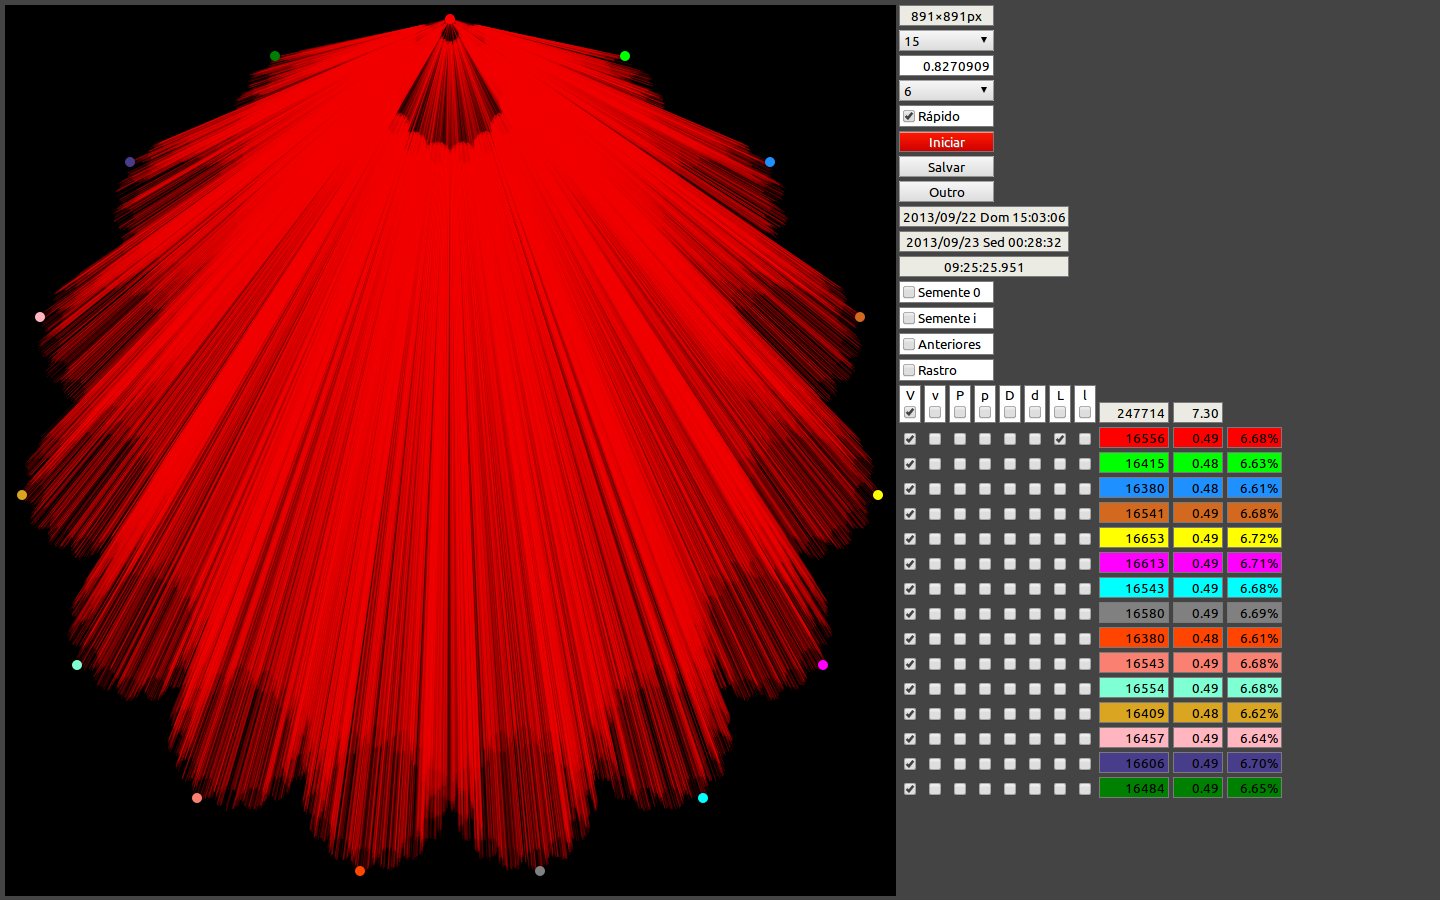 891×891px
15
0.8270909
6
Rápido
Iniciar
Salvar
Outro
2013/09/22 Dom 15:03:06
2013/09/23 Sed 00:28:32
09:25:25.951
Semente 0
Semente i
Anteriores
Rastro
V v P p D d L l
247714 7.30
16556 0.49 6.68%
16415 0.48 6.63%
16380 0.48 6.61%
16541 0.49 6.68%
16653 0.49 6.72%
16613 0.49 6.71%
16543 0.49 6.68%
16580 0.49 6.69%
16380 0.48 6.61%
16543 0.49 6.68%
16554 0.49 6.68%
16409 0.48 6.62%
16457 0.49 6.64%
16606 0.49 6.70%
16484 0.49 6.65%